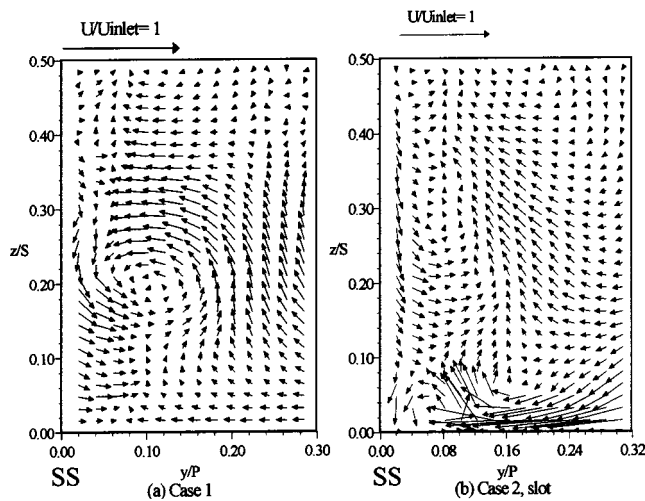 U/Uinlet= 1
U/Uinlet= 1
0.50
0.40
0.30
z/S
0.20
0.10
0.00
0.00 0.10 0.20 0.30
SS y/P
(a) Case 1
0.50
0.40
0.30
z/S
0.20
0.10
0.00
0.00 0.08 0.16 0.24 0.32
SS y/P
(b) Case 2, slot